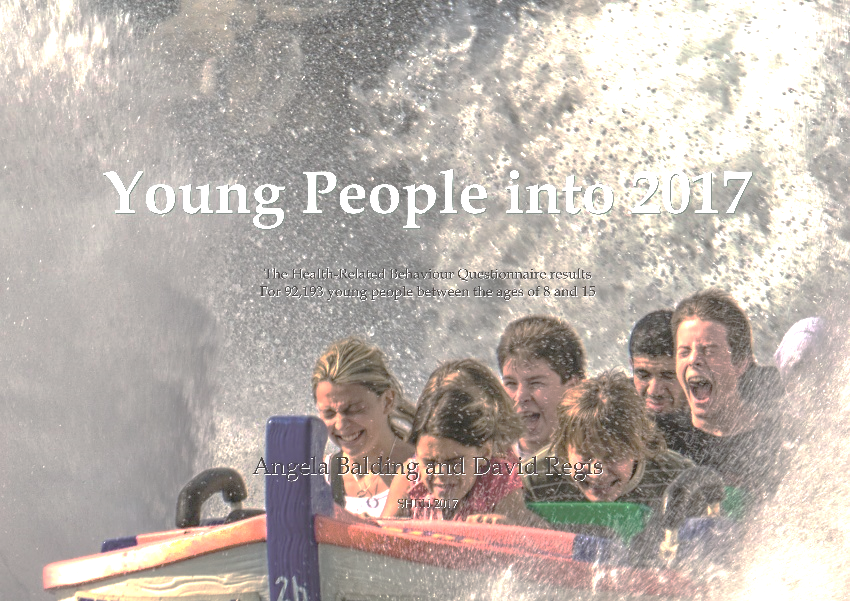 Young People into 2017
The Health-Related Behaviour Questionnaire results
For 92,193 young people between the ages of 8 and 15
Angela Balding and David Regis
SHEU 2017
2h